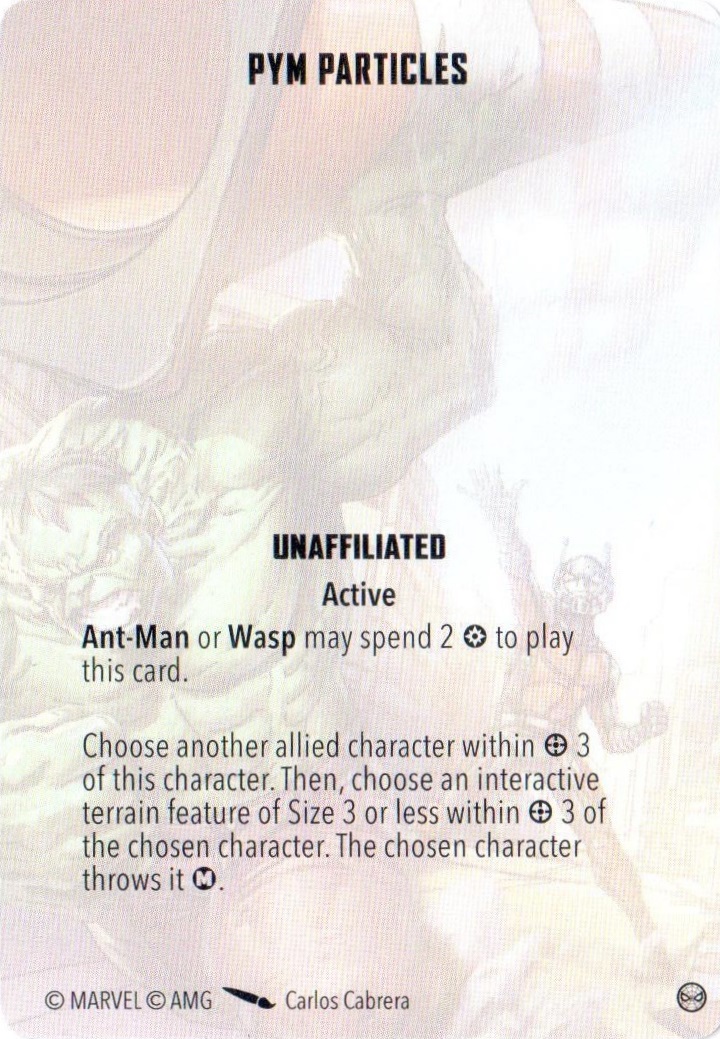 PYM PARTICLES
UNAFFILIATED
Active
Ant-Man or Wasp may spend 2 to play
this card.
Choose another allied character within 3
of this character. Then, choose an interactive
terrain feature of Size 3 or less within 3 of
the chosen character. The chosen character
throws it M.
© MARVEL © AMG Carlos Cabrera